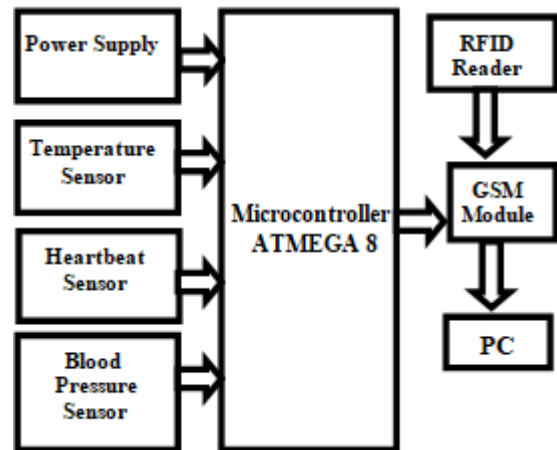 Power Supply
Temperature
Sensor
Heartbeat
Sensor
Blood
Pressure
Sensor
Microcontroller
ATMEGA 8
RFID
Reader
GSM
Module
PC